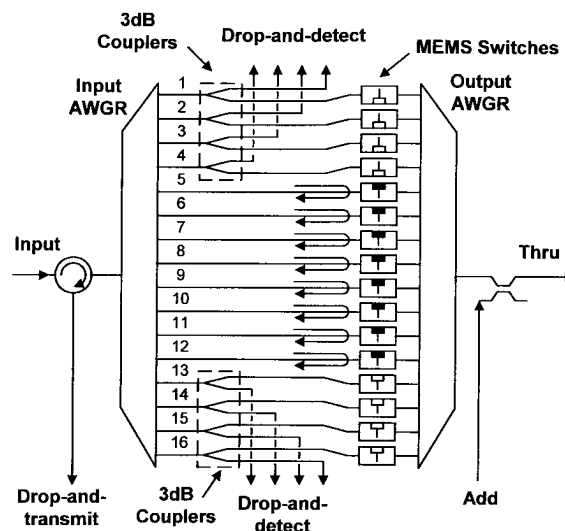 3dB
Couplers
Drop-and-detect
MEMS Switches
Input
AWGR
Output
AWGR
1
2
3
4
5
6
7
8
9
10
11
12
13
14
15
16
Input
Thru
Drop-and-
transmit
3dB
Couplers
Drop-and-
detect
Add